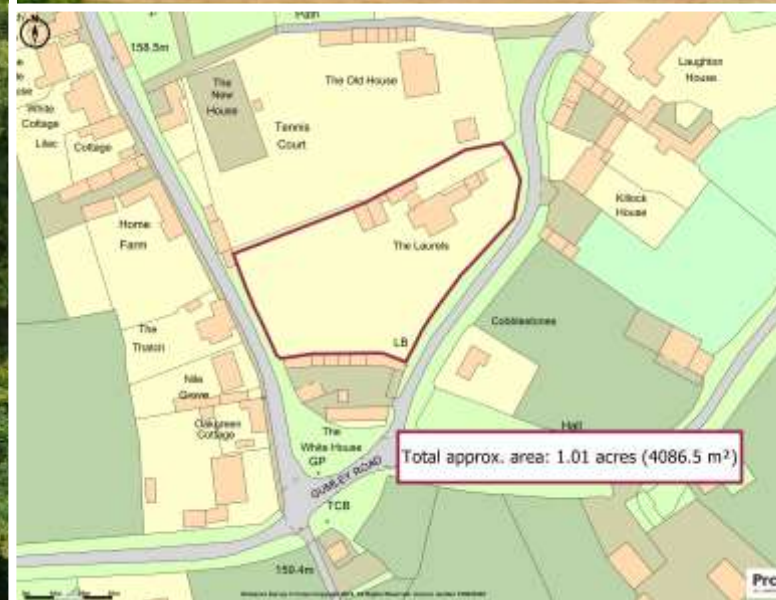 Path
158.5m
The New House
The Old House
Tennis Court
Laughton House
White Cottage
Lilac
Cottage
Home Farm
Killock House
The Laurels
The Thatch
LB
Cobblestones
Nile Grove
Oakgreen Cottage
The White House
GP
Hall
GUMLEY ROAD
Total approx. area: 1.01 acres (4086.5 m²)
TCB
159.4m
Pro